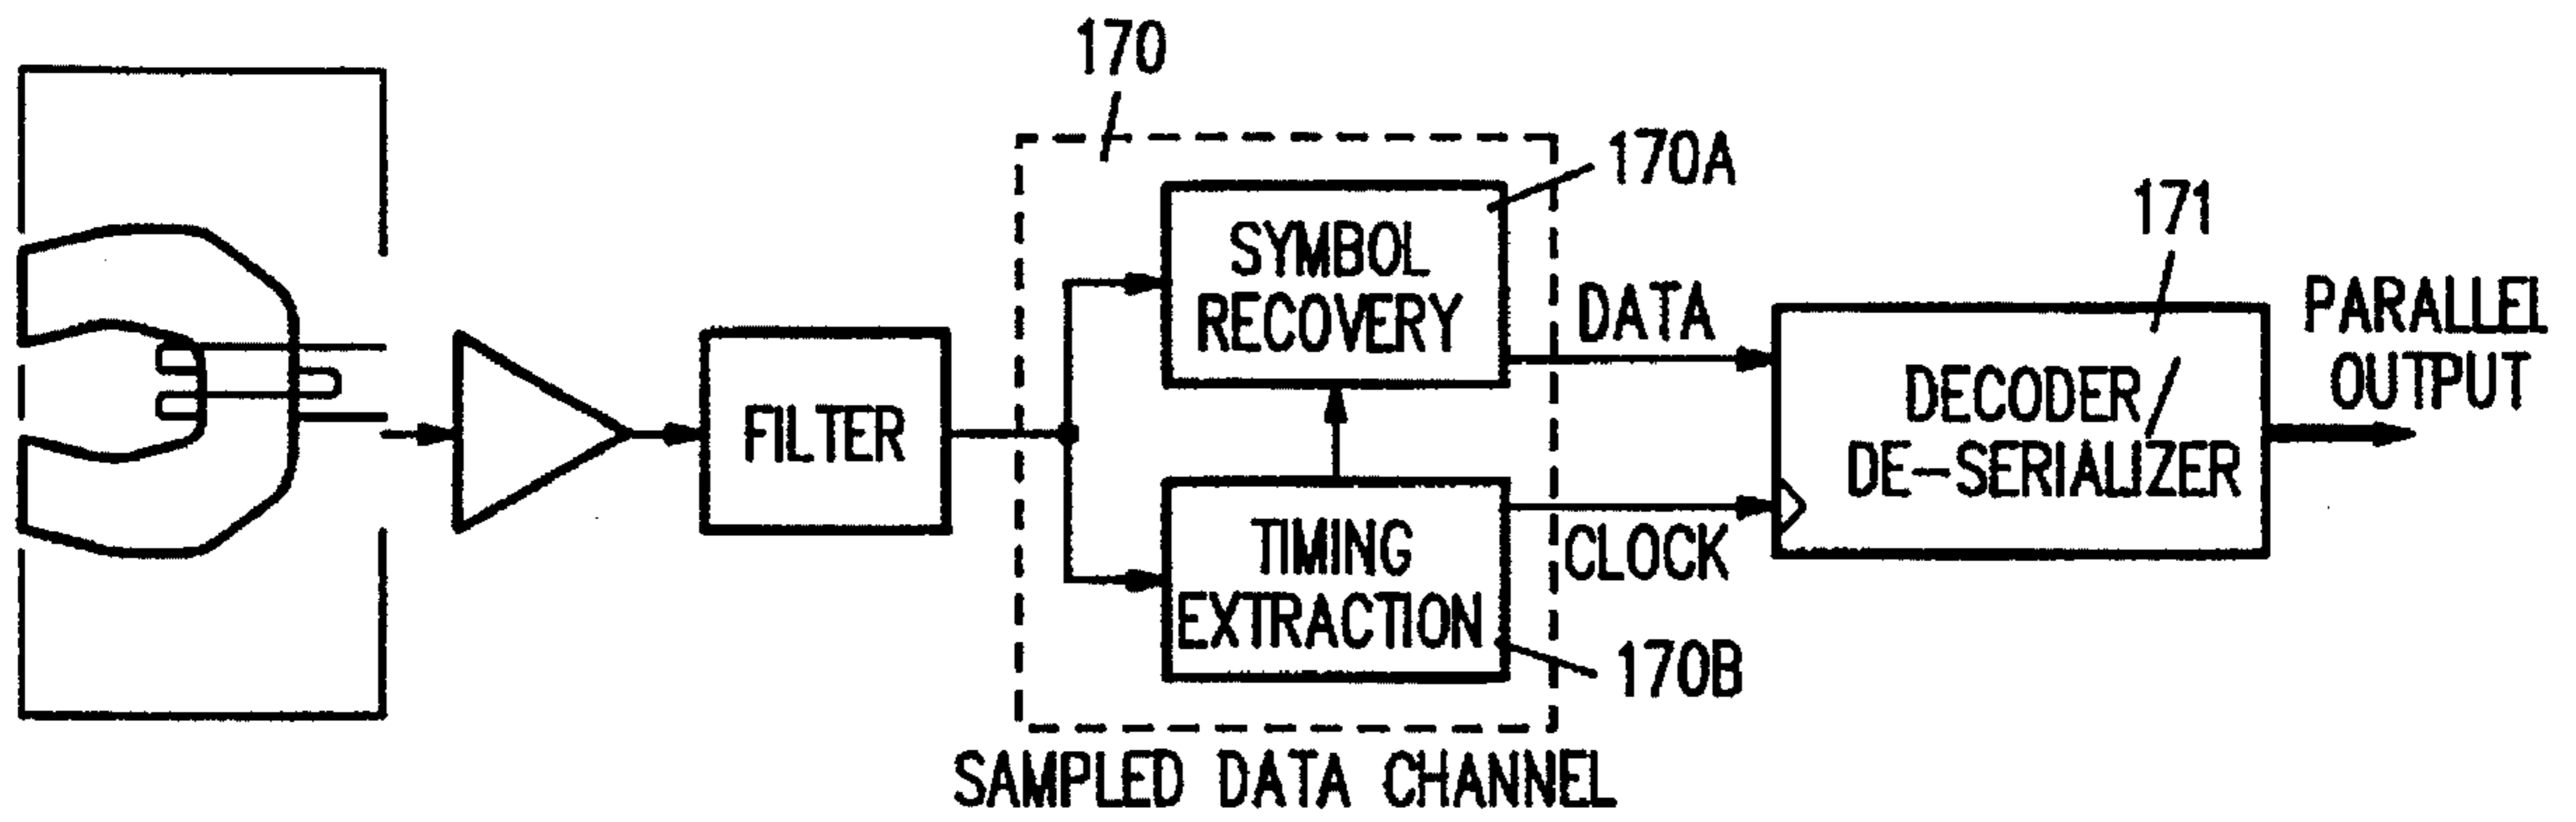 170
170A
SYMBOL
RECOVERY
171
DATA
PARALLEL
OUTPUT
FILTER
DECODER/
DE-SERIALIZER
TIMING
EXTRACTION
CLOCK
170B
SAMPLED DATA CHANNEL